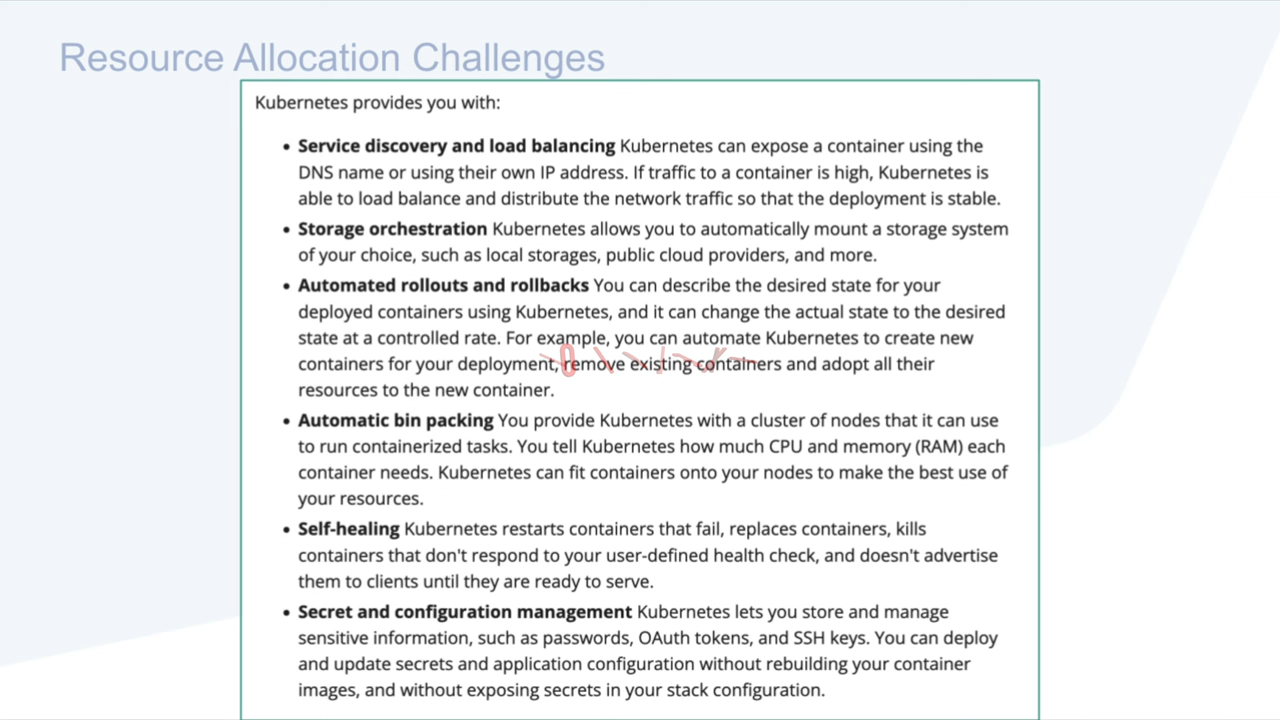 Resource Allocation Challenges
Kubernetes provides you with:
• Service discovery and load balancing Kubernetes can expose a container using the
DNS name or using their own IP address. If traffic to a container is high, Kubernetes is
able to load balance and distribute the network traffic so that the deployment is stable.
• Storage orchestration Kubernetes allows you to automatically mount a storage system
of your choice, such as local storages, public cloud providers, and more.
• Automated rollouts and rollbacks You can describe the desired state for your
deployed containers using Kubernetes, and it can change the actual state to the desired
state at a controlled rate. For example, you can automate Kubernetes to create new
containers for your deployment, remove existing containers and adopt all their
resources to the new container.
• Automatic bin packing You provide Kubernetes with a cluster of nodes that it can use
to run containerized tasks. You tell Kubernetes how much CPU and memory (RAM) each
container needs. Kubernetes can fit containers onto your nodes to make the best use of
your resources.
• Self-healing Kubernetes restarts containers that fail, replaces containers, kills
containers that don't respond to your user-defined health check, and doesn't advertise
them to clients until they are ready to serve.
• Secret and configuration management Kubernetes lets you store and manage
sensitive information, such as passwords, OAuth tokens, and SSH keys. You can deploy
and update secrets and application configuration without rebuilding your container
images, and without exposing secrets in your stack configuration.